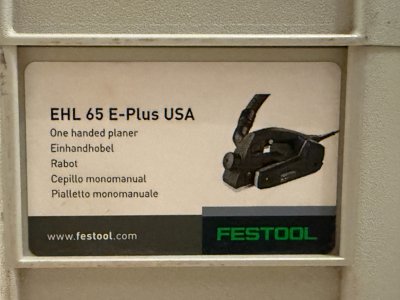 EHL 65 E-Plus USA
One handed planer
Einhandhobel
Rabot
Cepillo monomanual
Pialletto monomanuale
www.festool.com
FESTOOL